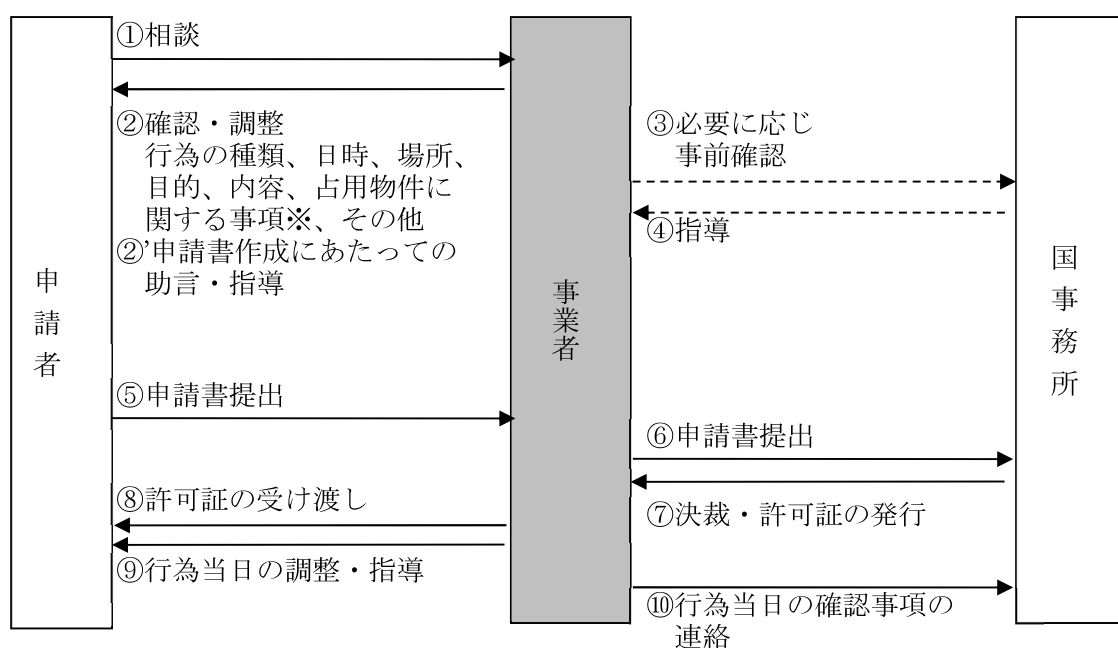 ①相談
②確認・調整
行為の種類、日時、場所、
目的、内容、占用物件に
関する事項※、その他
②’申請書作成にあたっての
助言・指導
③必要に応じ
事前確認
④指導
申請者
事業者
国事務所
⑤申請書提出
⑥申請書提出
⑦決裁・許可証の発行
⑧許可証の受け渡し
⑨行為当日の調整・指導
⑩行為当日の確認事項の
連絡